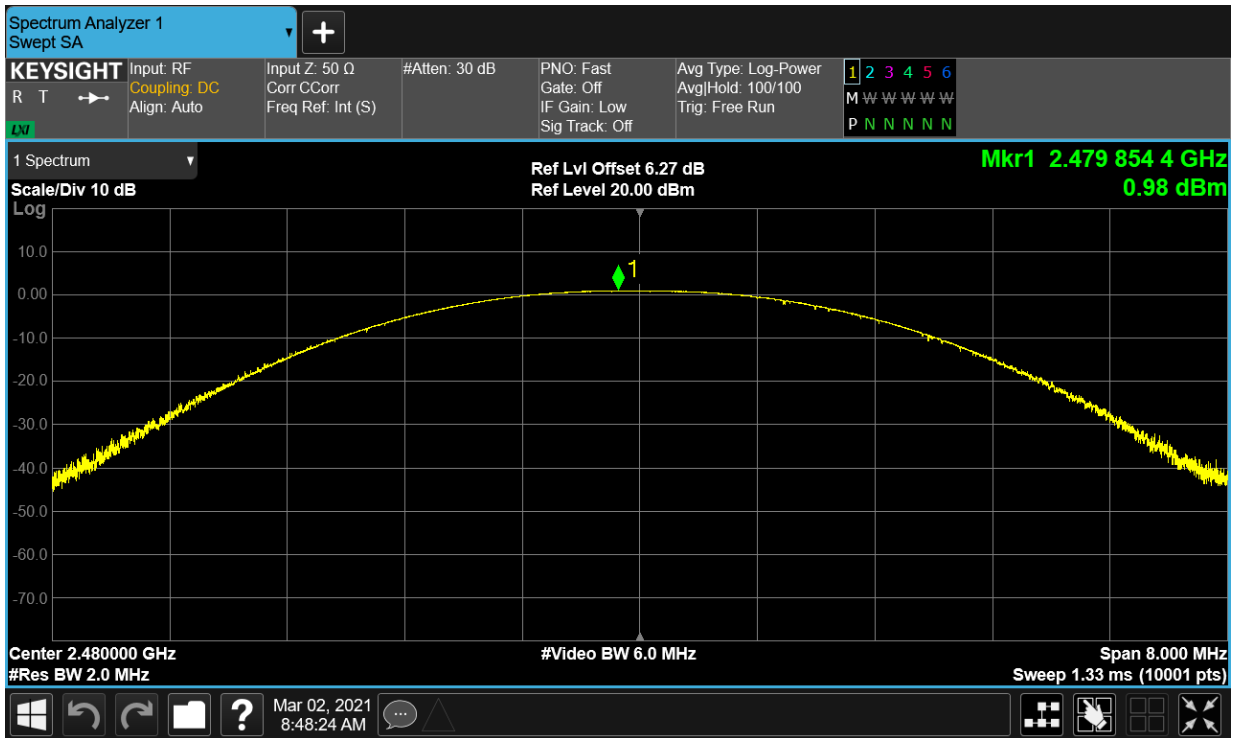 Spectrum Analyzer 1
Swept SA
KEYSIGHT
R T
LXI
Input: RF
Coupling: DC
Align: Auto
Input Z: 50 Ω
Corr CCorr
Freq Ref: Int (S)
#Atten: 30 dB
PNO: Fast
Gate: Off
IF Gain: Low
Sig Track: Off
Avg Type: Log-Power
Avg|Hold: 100/100
Trig: Free Run
1 2 3 4 5 6
M W W W W W
P N N N N N N
1 Spectrum
Scale/Div 10 dB
Log
Ref Lvl Offset 6.27 dB
Ref Level 20.00 dBm
Mkr1 2.479 854 4 GHz
0.98 dBm
1
10.0
0.00
-10.0
-20.0
-30.0
-40.0
-50.0
-60.0
-70.0
Center 2.480000 GHz
#Res BW 2.0 MHz
#Video BW 6.0 MHz
Span 8.000 MHz
Sweep 1.33 ms (10001 pts)
?
Mar 02, 2021
8:48:24 AM